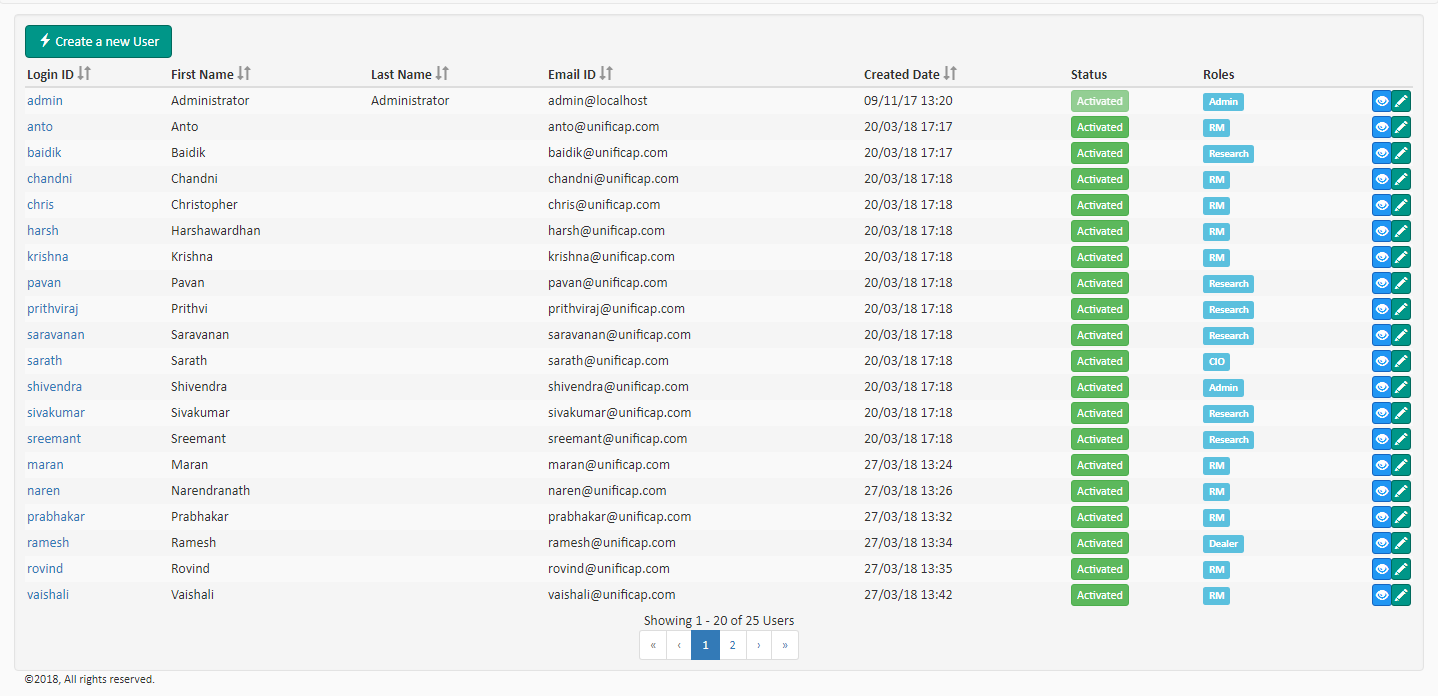 Create a new User
Login ID First Name Last Name Email ID Created Date Status Roles
admin Administrator Administrator admin@localhost 09/11/17 13:20 Activated Admin
anto Anto anto@unificap.com 20/03/18 17:17 Activated RM
baidik Baidik baidik@unificap.com 20/03/18 17:17 Activated Research
chandni Chandni chandni@unificap.com 20/03/18 17:18 Activated RM
chris Christopher chris@unificap.com 20/03/18 17:18 Activated RM
harsh Harshawardhan harsh@unificap.com 20/03/18 17:18 Activated RM
krishna Krishna krishna@unificap.com 20/03/18 17:18 Activated RM
pavan Pavan pavan@unificap.com 20/03/18 17:18 Activated Research
prithviraj Prithvi prithviraj@unificap.com 20/03/18 17:18 Activated Research
saravanan Saravanan saravanan@unificap.com 20/03/18 17:18 Activated Research
sarath Sarath sarath@unificap.com 20/03/18 17:18 Activated CIO
shivendra Shivendra shivendra@unificap.com 20/03/18 17:18 Activated Admin
sivakumar Sivakumar sivakumar@unificap.com 20/03/18 17:18 Activated Research
sreemant Sreemant sreemant@unificap.com 20/03/18 17:18 Activated Research
maran Maran maran@unificap.com 27/03/18 13:24 Activated RM
naren Narendranath naren@unificap.com 27/03/18 13:26 Activated RM
prabhakar Prabhakar prabhakar@unificap.com 27/03/18 13:32 Activated RM
ramesh Ramesh ramesh@unificap.com 27/03/18 13:34 Activated Dealer
rovind Rovind rovind@unificap.com 27/03/18 13:35 Activated RM
vaishali Vaishali vaishali@unificap.com 27/03/18 13:42 Activated RM
Showing 1 - 20 of 25 Users
« ‹ 1 2 › »
©2018, All rights reserved.